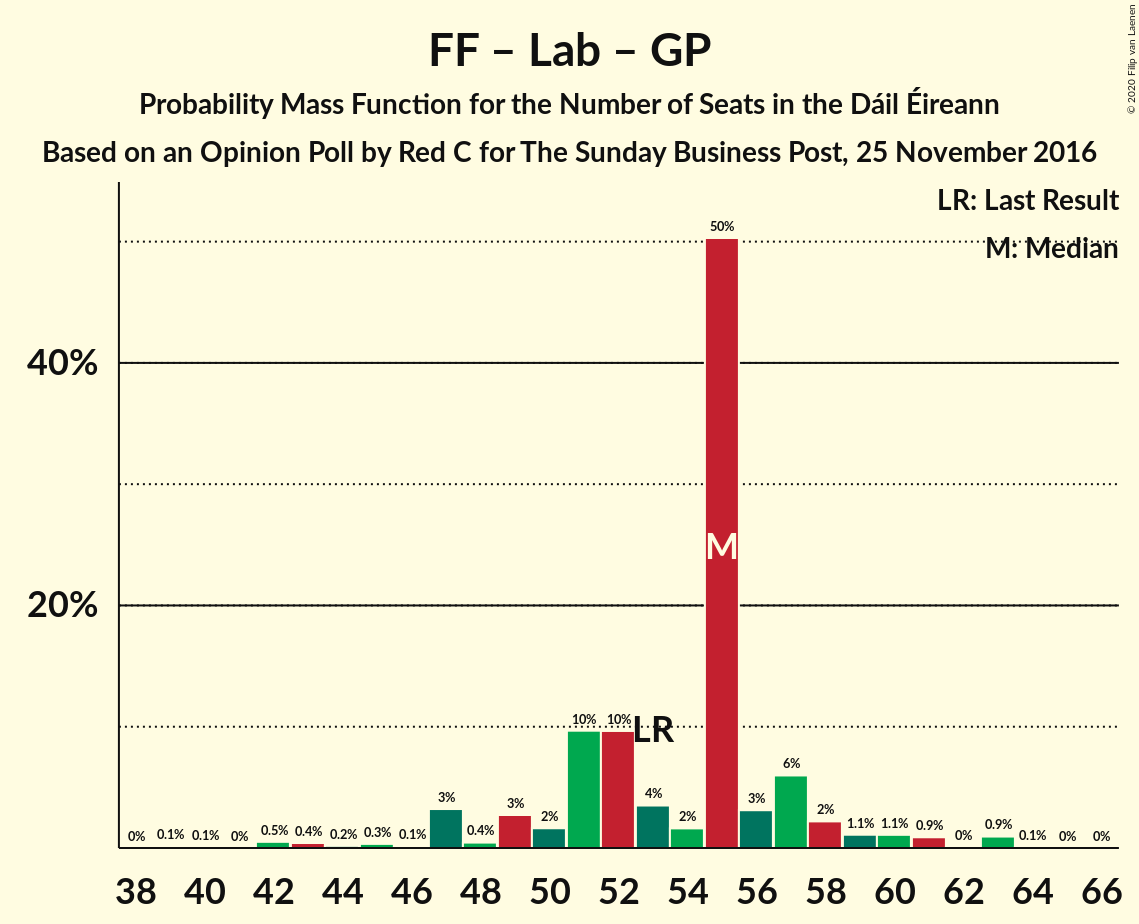 FF – Lab – GP
Probability Mass Function for the Number of Seats in the Dáil Éireann
Based on an Opinion Poll by Red C for The Sunday Business Post, 25 November 2016
© 2020 Filip van Laenen
LR: Last Result
M: Median
50%
40%
M
20%
10% 10% LR
6%
3% 3% 2% 4% 2% 3% 2%
0% 0.1% 0.1% 0% 0.5% 0.4% 0.2% 0.3% 0.1% 0.4% 1.1% 1.1% 0.9% 0% 0.9% 0.1% 0% 0%
38 40 42 44 46 48 50 52 54 56 58 60 62 64 66